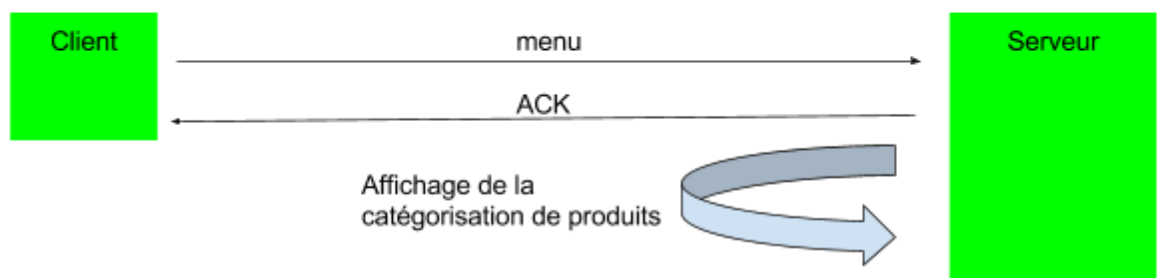 Client
menu
Serveur
ACK
Affichage de la
catégorisation de produits